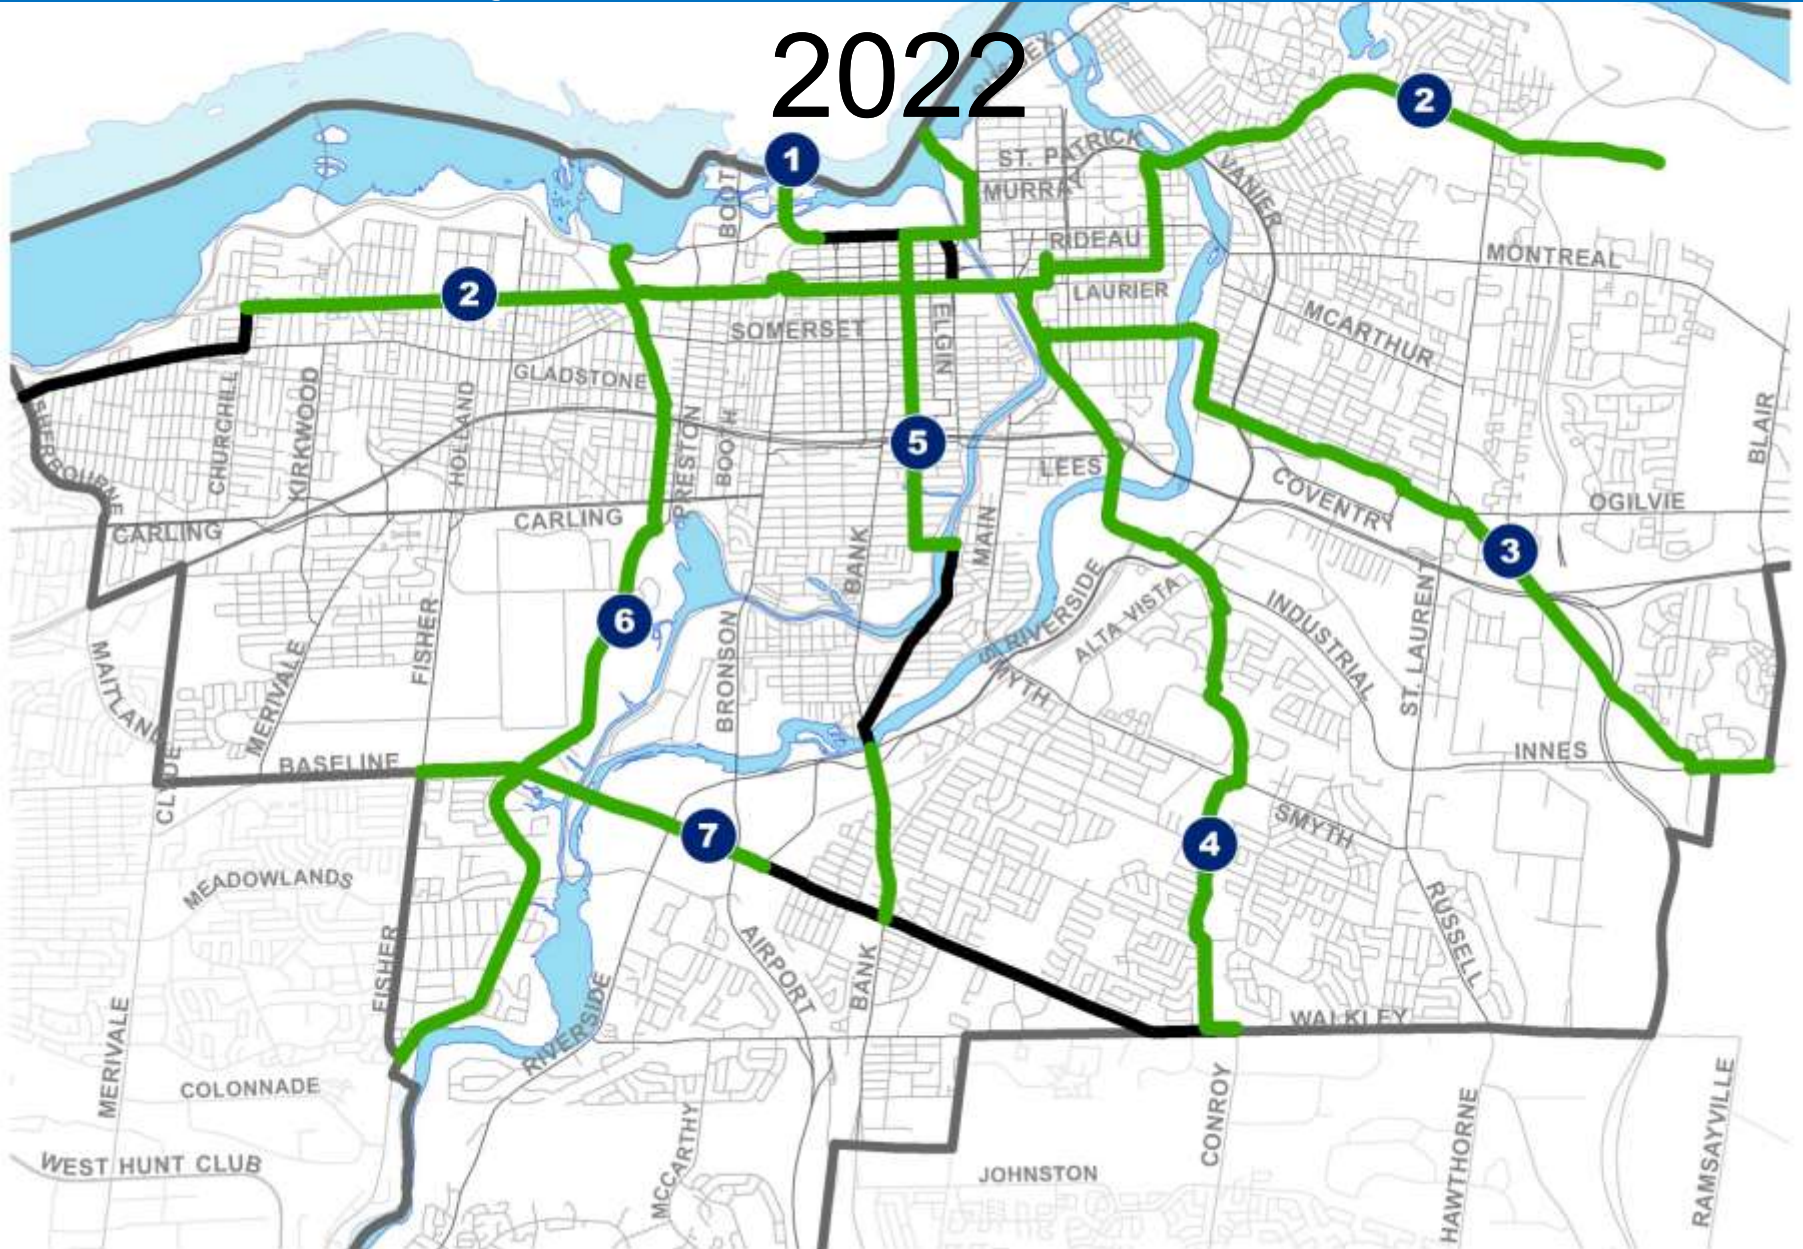 2022
SUSSEX
2
1
ST. PATRICK
BOOTH
MURRAY
VANIER
RIDEAU
MONTREAL
2
LAURIER
SOMERSET
ELGIN
MCARTHUR
GLADSTONE
CHURCHILL
KIRKWOOD
HOLLAND
PRESTON
BOOTH
5
BLAIR
SHERBOURNE
LEES
COVENTRY
OGILVIE
CARLING
CARLING
BANK
MAIN
3
6
FISHER
RIVERSIDE
ALTA VISTA
INDUSTRIAL
ST. LAURENT
MAITLAND
MERIVALE
BRONSON
SMYTH
BASELINE
INNES
CLYDE
7
SMYTH
4
MEADOWLANDS
RUSSELL
FISHER
AIRPORT
BANK
RIVERSIDE
WALKLEY
MERIVALE
COLONNADE
CONROY
HAWTHORNE
RAMSAYVILLE
MCCARTHY
WEST HUNT CLUB
JOHNSTON